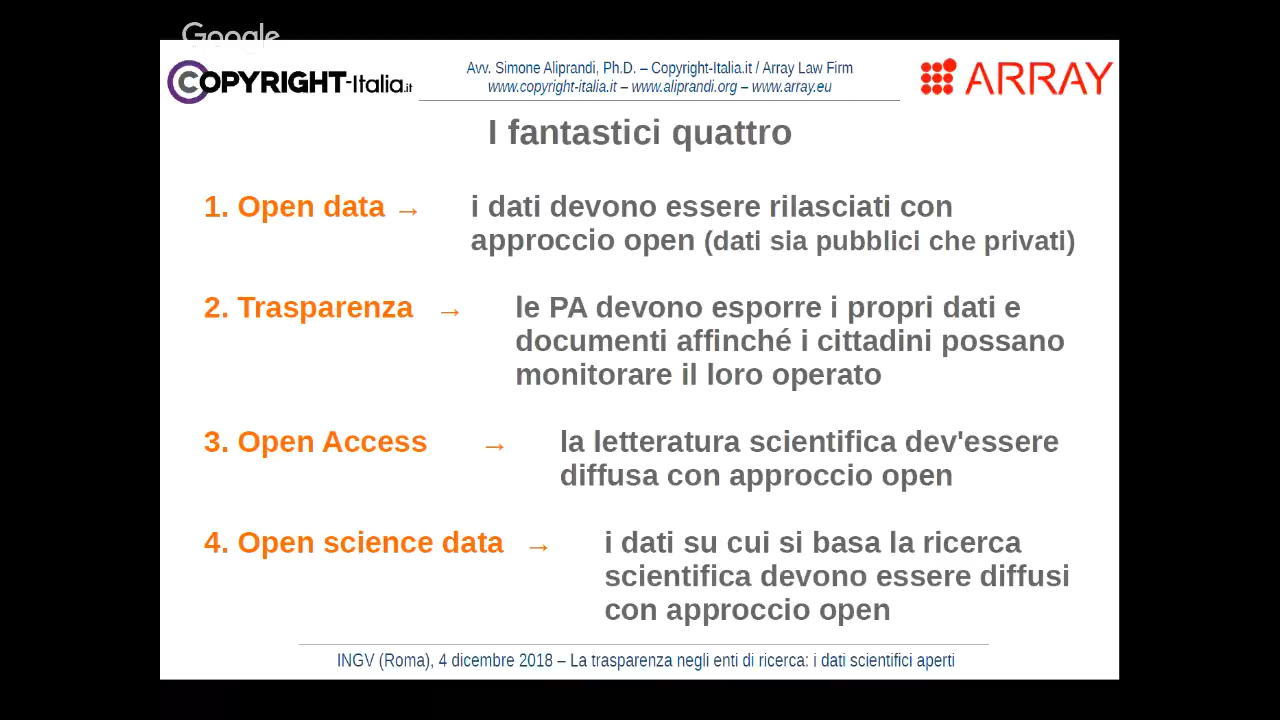 Google
COPYRIGHT-Italia.it
Avv. Simone Aliprandi, Ph.D. – Copyright-Italia.it / Array Law Firm
www.copyright-italia.it – www.aliprandi.org – www.array.eu
ARRAY
I fantastici quattro
1. Open data → i dati devono essere rilasciati con
approccio open (dati sia pubblici che privati)
2. Trasparenza → le PA devono esporre i propri dati e
documenti affinché i cittadini possano
monitorare il loro operato
3. Open Access → la letteratura scientifica dev'essere
diffusa con approccio open
4. Open science data → i dati su cui si basa la ricerca
scientifica devono essere diffusi
con approccio open
INGV (Roma), 4 dicembre 2018 – La trasparenza negli enti di ricerca: i dati scientifici aperti